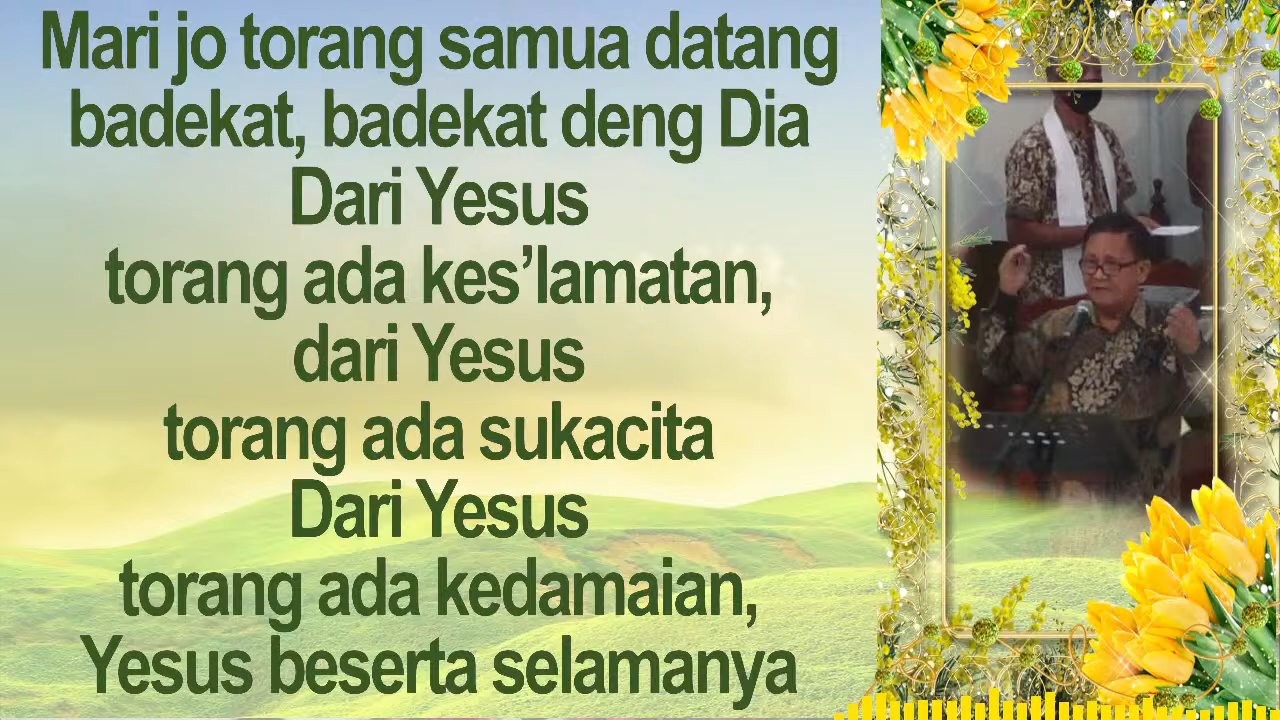 Mari jo torang samua datang
badekat, badekat deng Dia
Dari Yesus
torang ada kes’lamatan,
dari Yesus
torang ada sukacita
Dari Yesus
torang ada kedamaian,
Yesus beserta selamanya